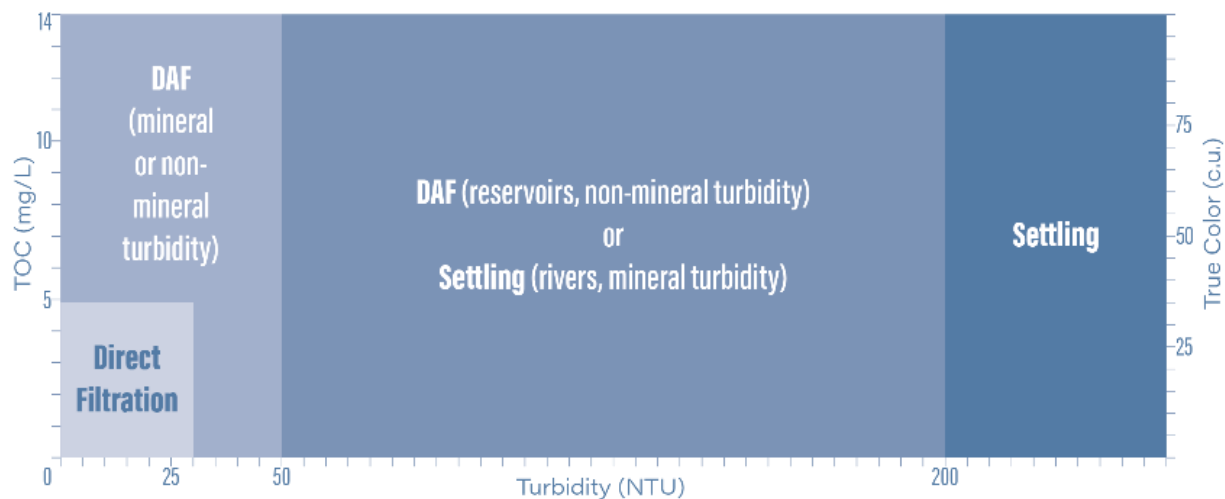 14
10
5
0
TOC (mg/L)
DAF
(mineral
or non-
mineral
turbidity)
Direct
Filtration
DAF (reservoirs, non-mineral turbidity)
or
Settling (rivers, mineral turbidity)
Settling
75
50
25
True Color (c.u.)
25
50
200
Turbidity (NTU)